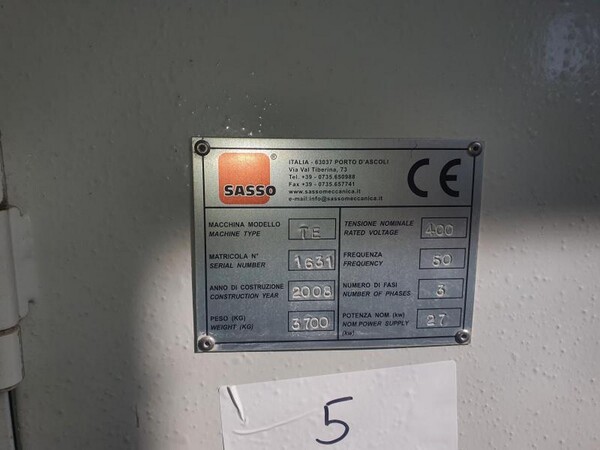 SASSO
®
ITALIA - 63037 PORTO D'ASCOLI
Via Val Tiberina, 73
Tel. +39 - 0735.650988
Fax +39 - 0735.657741
www.sassomeccanica.it
e-mail:info@sassomeccanica.it
CE
MACCHINA MODELLO
MACHINE TYPE
TE
MATRICOLA N°
SERIAL NUMBER
1631
ANNO DI COSTRUZIONE
CONSTRUCTION YEAR
2008
PESO (KG)
WEIGHT (KG)
3700
TENSIONE NOMINALE
RATED VOLTAGE
400
FREQUENZA
FREQUENCY
50
NUMERO DI FASI
NUMBER OF PHASES
3
POTENZA NOM. (kw)
NOM.POWER SUPPLY
(kw)
27
5